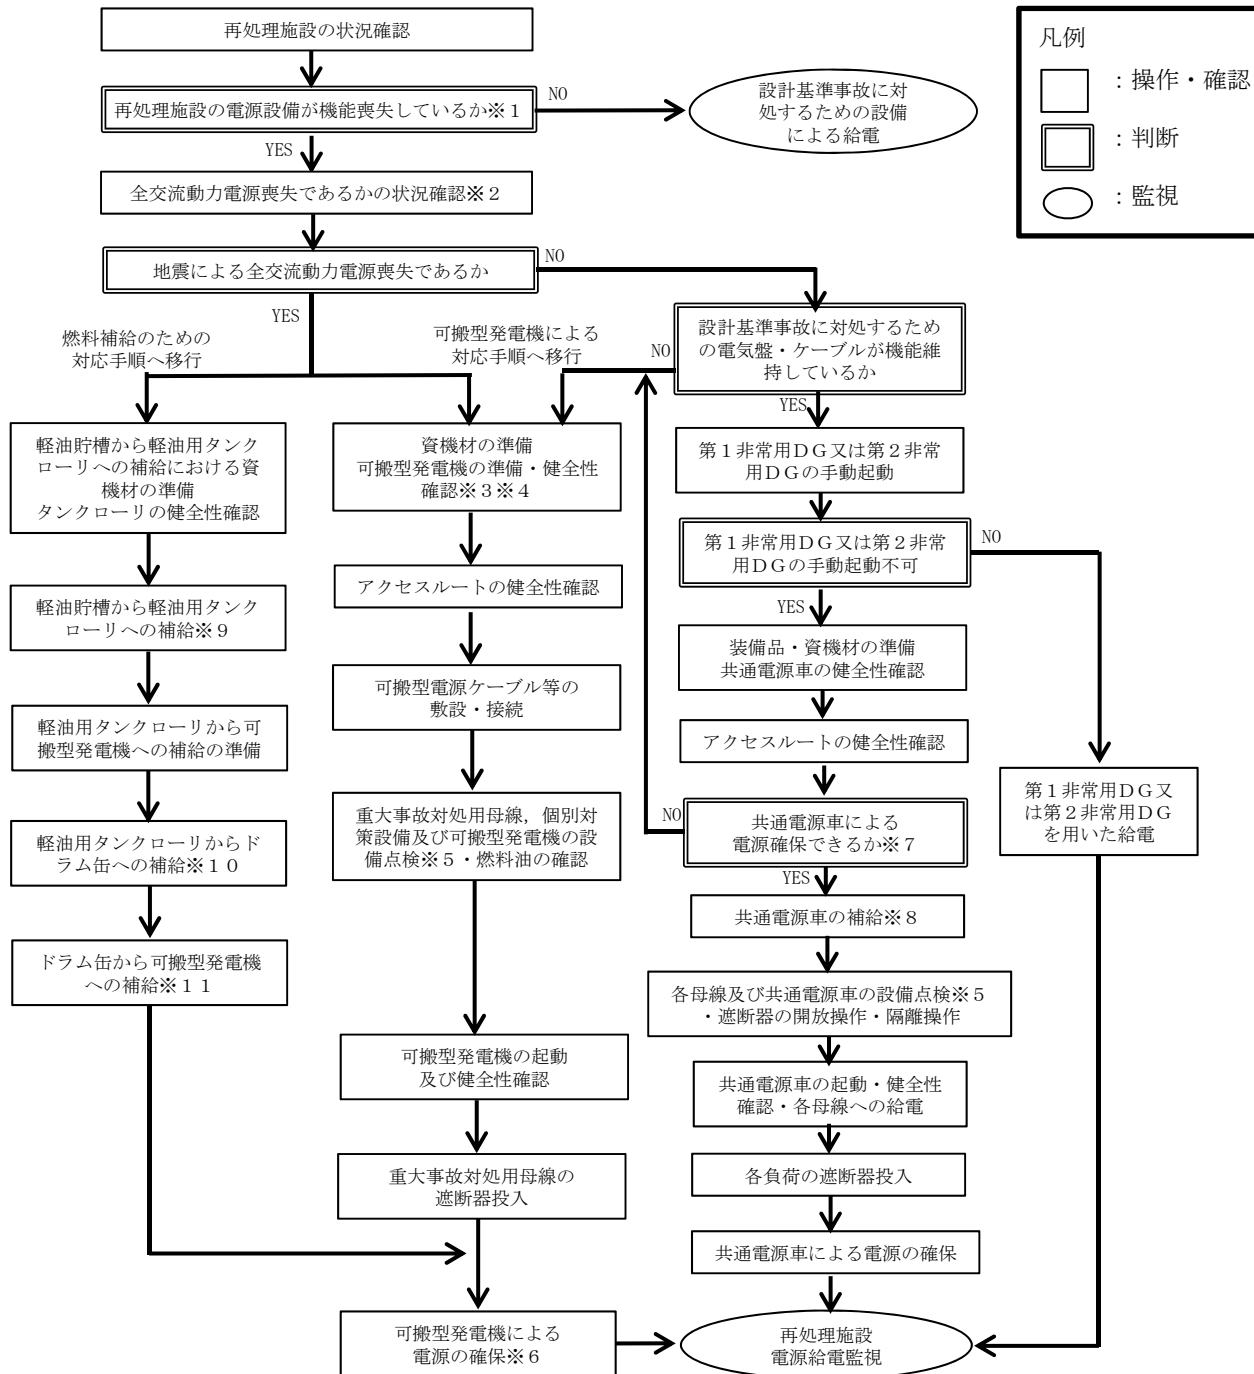 再処理施設の状況確認
再処理施設の電源設備が機能喪失しているか※１
NO
設計基準事故に対
処するための設備
による給電
凡例
：操作・確認
：判断
：監視
YES
全交流動力電源喪失であるかの状況確認※２
地震による全交流動力電源喪失であるか
NO
YES
燃料補給のための
対応手順へ移行
可搬型発電機による
対応手順へ移行
NO
設計基準事故に対処するため
の電気盤・ケーブルが機能維
持しているか
YES
軽油貯槽から軽油用タンク
ローリへの補給における資
機材の準備
タンクローリの健全性確認
資機材の準備
可搬型発電機の準備・健全性
確認※３※４
第１非常用ＤＧ又は第２非常
用ＤＧの手動起動
第１非常用ＤＧ又は第２非常
用ＤＧの手動起動不可
NO
YES
軽油貯槽から軽油用タンク
ローリへの補給※９
アクセスルートの健全性確認
装備品・資機材の準備
共通電源車の健全性確認
軽油用タンクローリから可
搬型発電機への補給の準備
可搬型電源ケーブル等の
敷設・接続
アクセスルートの健全性確認
第１非常用ＤＧ又
は第２非常用ＤＧ
を用いた給電
軽油用タンクローリからド
ラム缶への補給※１０
重大事故対処用母線，個別対
策設備及び可搬型発電機の設
備点検※５・燃料油の確認
NO
共通電源車による
電源確保できるか※７
YES
共通電源車の補給※８
ドラム缶から可搬型発電機
への補給※１１
各母線及び共通電源車の設備点検※５
・遮断器の開放操作・隔離操作
可搬型発電機の起動
及び健全性確認
共通電源車の起動・健全性
確認・各母線への給電
重大事故対処用母線の
遮断器投入
各負荷の遮断器投入
共通電源車による電源の確保
可搬型発電機による
電源の確保※６
再処理施設
電源給電監視